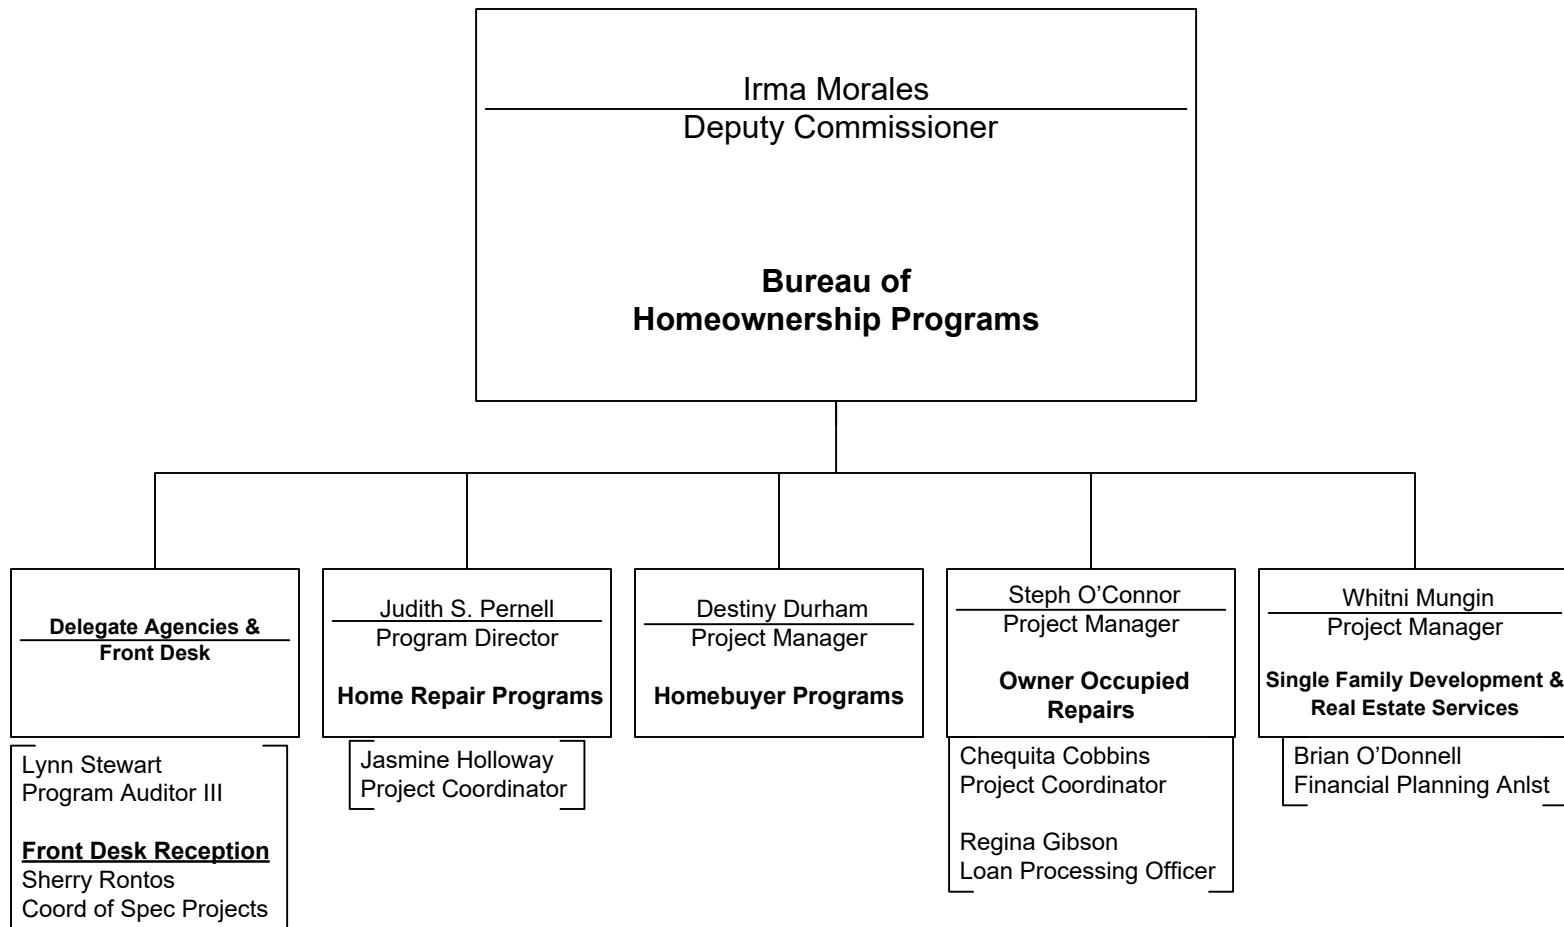 Irma Morales
Deputy Commissioner
Bureau of
Homeownership Programs
Delegate Agencies &
Front Desk
Lynn Stewart
Program Auditor III
Front Desk Reception
Sherry Rontos
Coord of Spec Projects
Judith S. Pernell
Program Director
Home Repair Programs
Jasmine Holloway
Project Coordinator
Destiny Durham
Project Manager
Homebuyer Programs
Steph O’Connor
Project Manager
Owner Occupied
Repairs
Chequita Cobbins
Project Coordinator
Regina Gibson
Loan Processing Officer
Whitni Mungin
Project Manager
Single Family Development &
Real Estate Services
Brian O’Donnell
Financial Planning Anlst